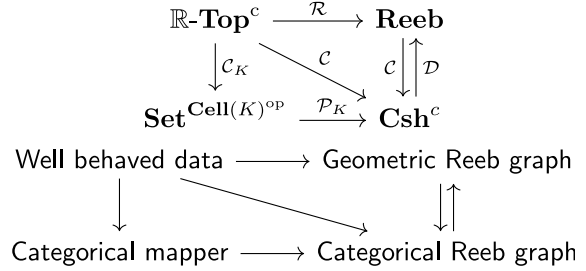 ℝ-Top^c R Reeb
C_K C C D
Set^{Cell(K)^{op}} P_K Csh^c
Well behaved data Geometric Reeb graph
Categorical mapper Categorical Reeb graph